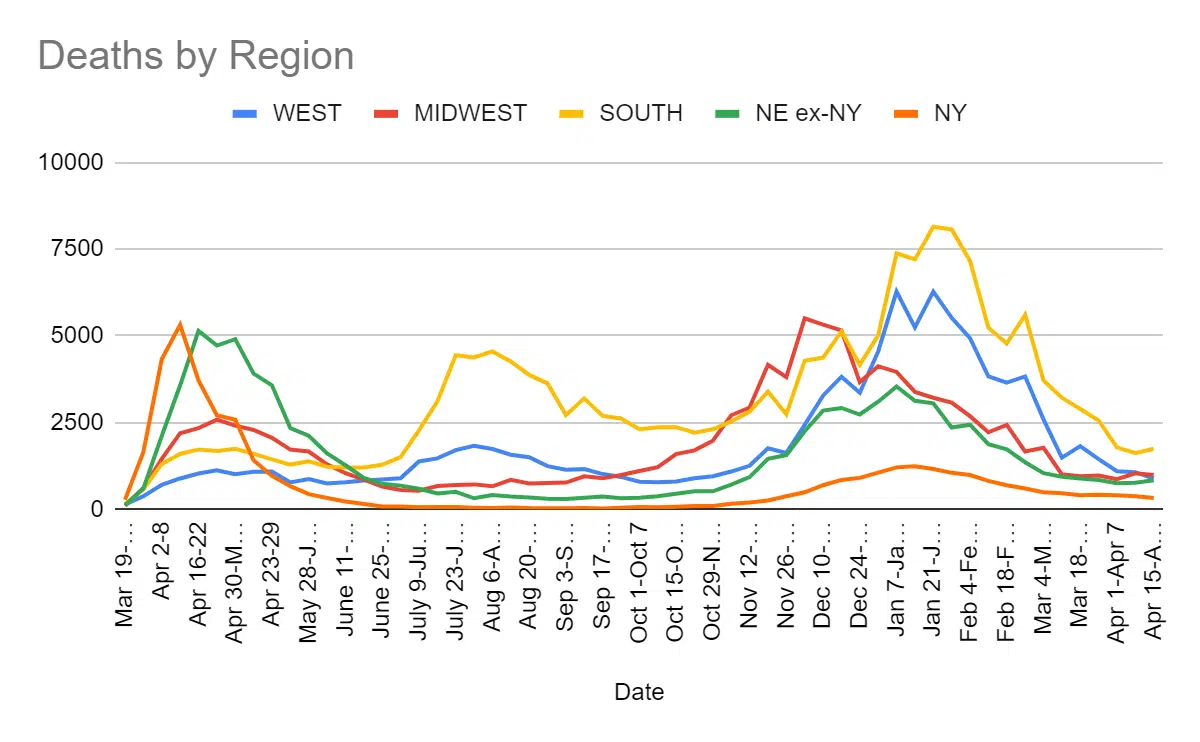 Deaths by Region
WEST MIDWEST SOUTH NE ex-NY NY
10000
7500
5000
2500
0
Mar 19-…
Apr 2-8
Apr 16-22
Apr 30-M…
Apr 23-29
May 28-J…
June 11-…
June 25-…
July 9-Ju…
July 23-J…
Aug 6-A…
Aug 20-…
Sep 3-S…
Sep 17-…
Oct 1-Oct 7
Oct 15-O…
Oct 29-N…
Nov 12-…
Nov 26-…
Dec 10-…
Dec 24-…
Jan 7-Ja…
Jan 21-J…
Feb 4-Fe…
Feb 18-F…
Mar 4-M…
Mar 18-…
Apr 1-Apr 7
Apr 15-A…
Date